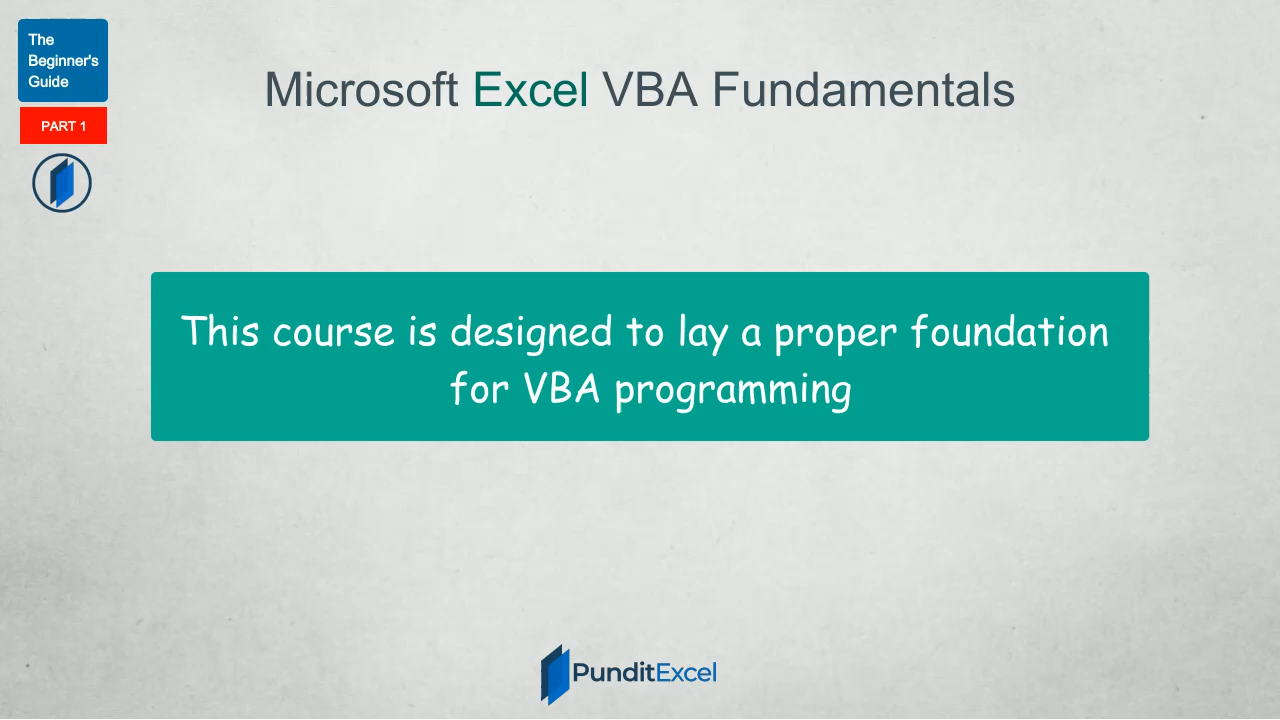 The
Beginner's
Guide
PART 1
Microsoft Excel VBA Fundamentals
This course is designed to lay a proper foundation
for VBA programming
PunditExcel